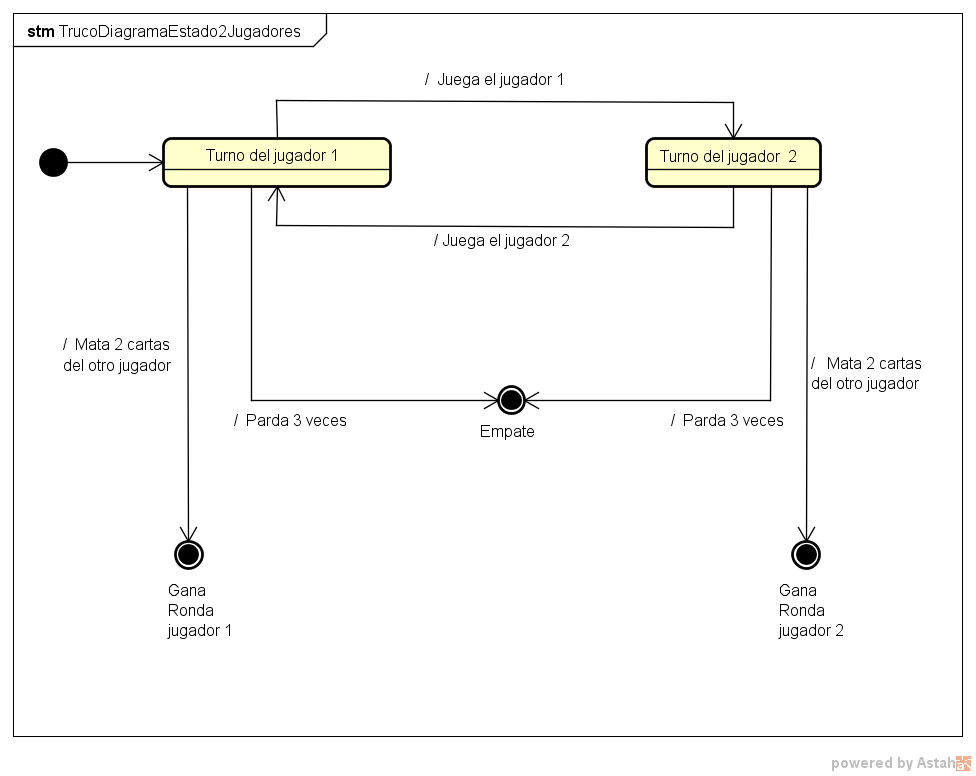 stm TrucoDiagramaEstado2Jugadores
/ Juega el jugador 1
Turno del jugador 1
Turno del jugador 2
/ Juega el jugador 2
/ Mata 2 cartas
del otro jugador
/ Mata 2 cartas
del otro jugador
/ Parda 3 veces
/ Parda 3 veces
Empate
Gana
Ronda
jugador 1
Gana
Ronda
jugador 2
powered by Astah